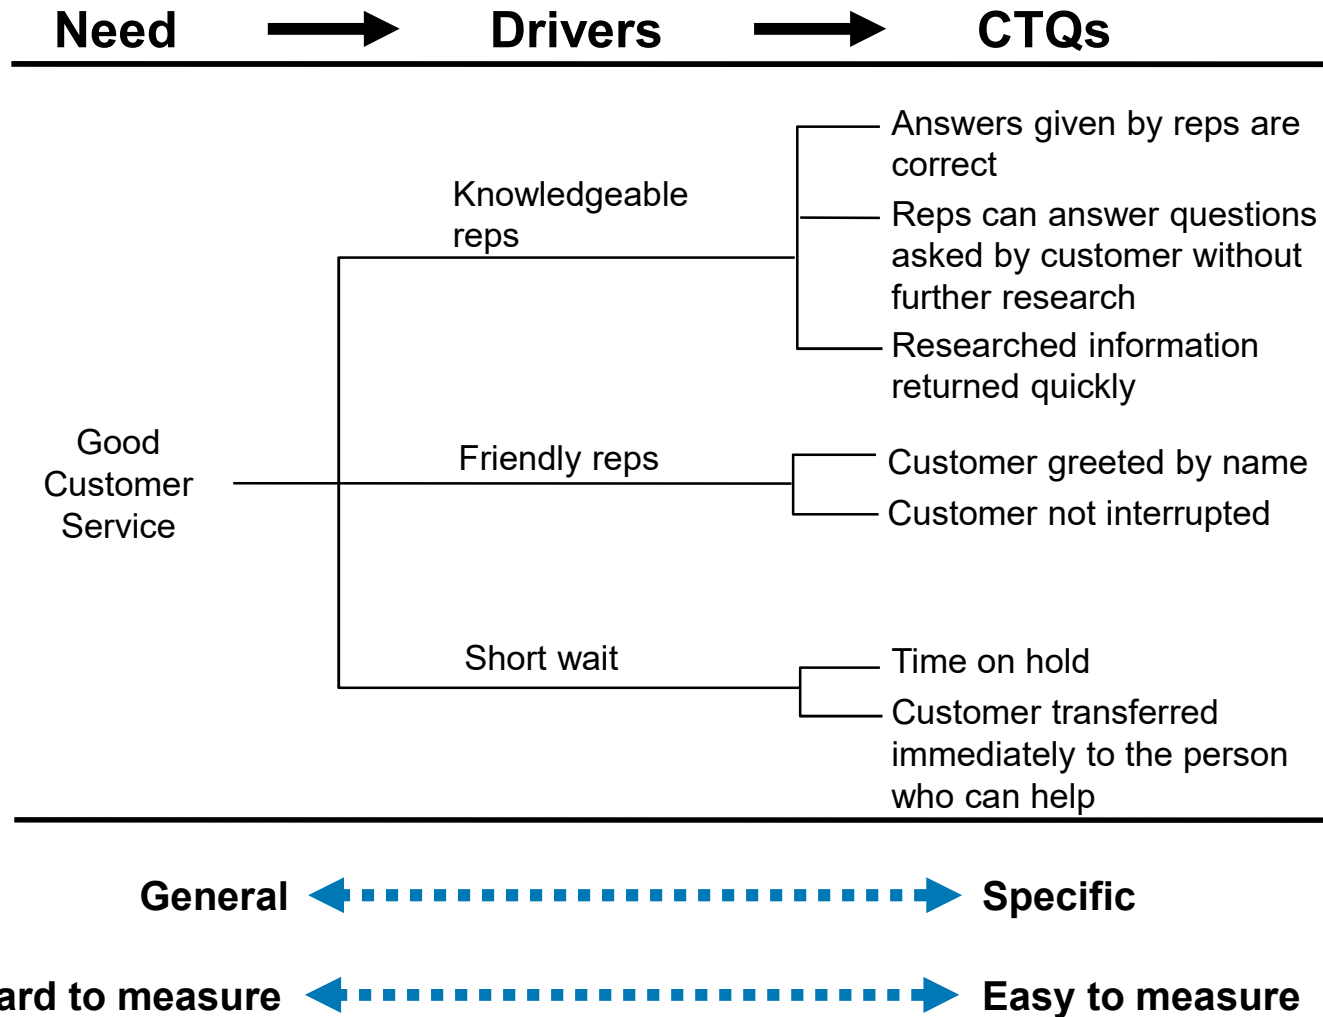 Need Drivers CTQs
Answers given by reps are
correct
Knowledgeable
reps
Reps can answer questions
asked by customer without
further research
Researched information
returned quickly
Good
Customer
Service
Friendly reps
Customer greeted by name
Customer not interrupted
Short wait
Time on hold
Customer transferred
immediately to the person
who can help
General Specific
ard to measure Easy to measure